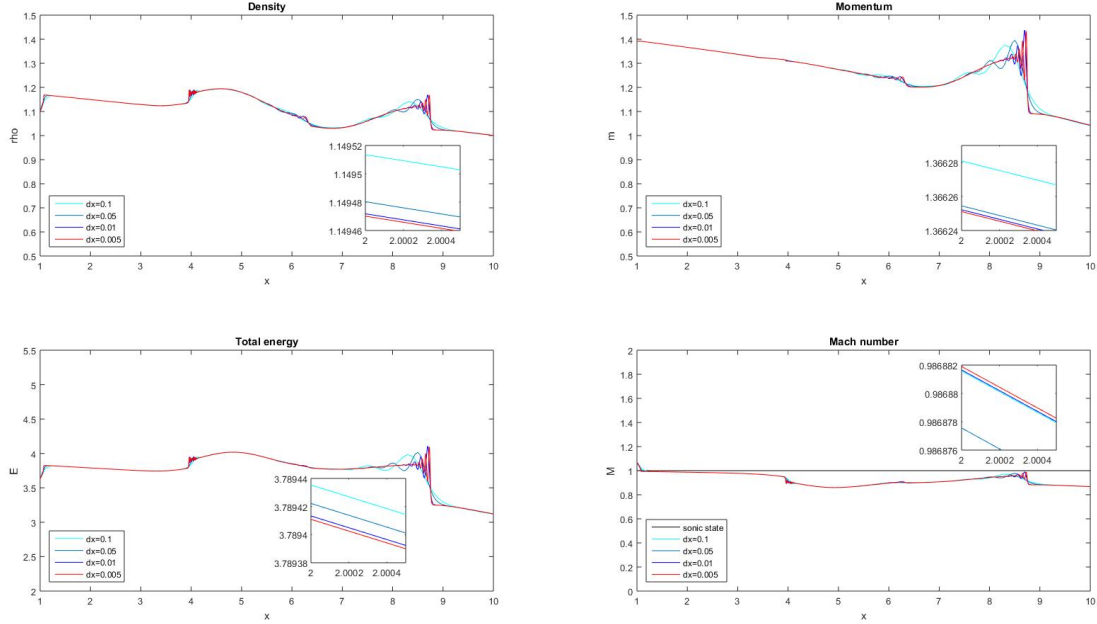 Density
1.5
1.4
1.3
1.2
1.1
1
0.9
0.8
0.7
0.6
0.5
rho
1 2 3 4 5 6 7 8 9 10
x
dx=0.1
dx=0.05
dx=0.01
dx=0.005
1.14952
1.1495
1.14948
1.14946
2 2.0002 2.0004
Momentum
1.5
1.4
1.3
1.2
1.1
1
0.9
0.8
0.7
0.6
0.5
m
1 2 3 4 5 6 7 8 9 10
x
dx=0.1
dx=0.05
dx=0.01
dx=0.005
1.36628
1.36626
1.36624
2 2.0002 2.0004
Total energy
5.5
5
4.5
4
3.5
3
2.5
2
E
1 2 3 4 5 6 7 8 9 10
x
dx=0.1
dx=0.05
dx=0.01
dx=0.005
3.78944
3.78942
3.7894
3.78938
2 2.0002 2.0004
Mach number
2
1.8
1.6
1.4
1.2
1
0.8
0.6
0.4
0.2
0
M
1 2 3 4 5 6 7 8 9 10
x
sonic state
dx=0.1
dx=0.05
dx=0.01
dx=0.005
0.986882
0.98688
0.986878
0.986876
2 2.0002 2.0004